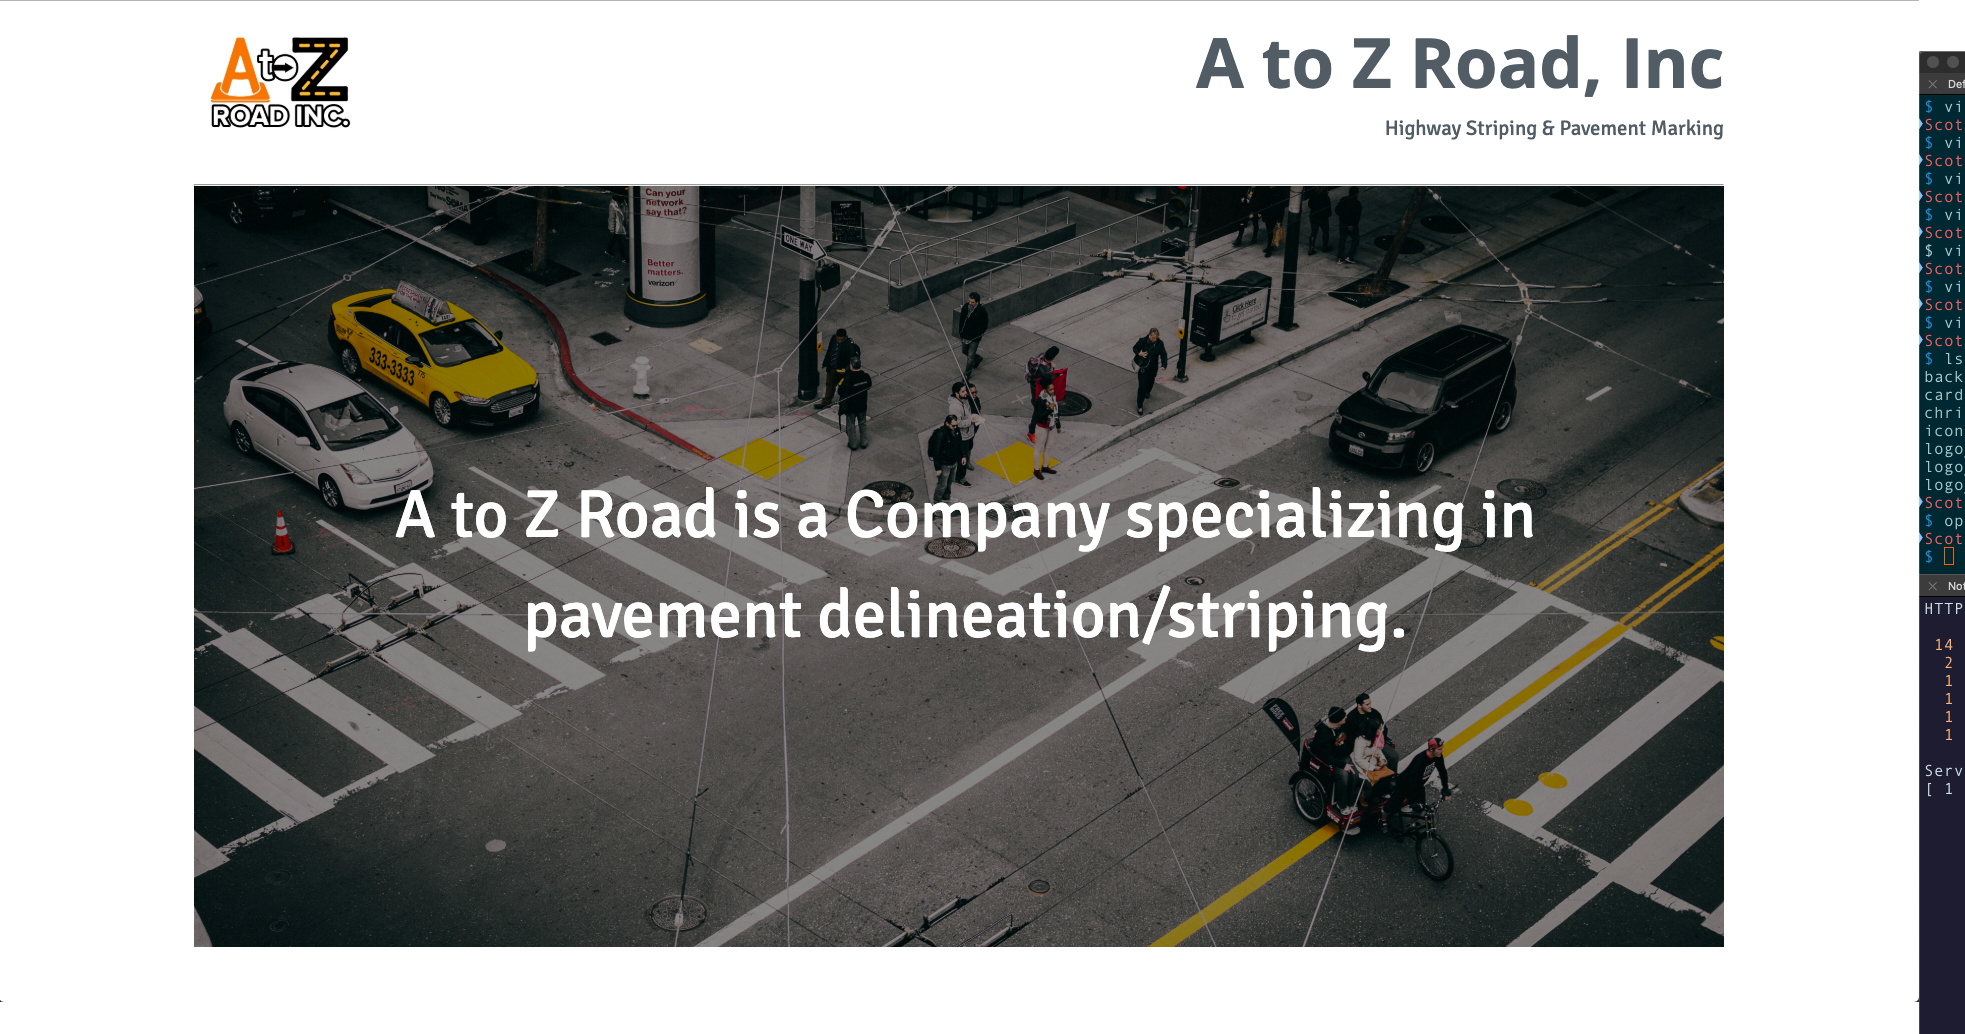 A to Z
ROAD INC.
A to Z Road, Inc
Highway Striping & Pavement Marking
Can your
network
say that?
Better
matters.
verizon
ONE WAY
Click Here
333-3333
A to Z Road is a Company specializing in
pavement delineation/striping.
Def
$ vi
Scot
$ vi
Scot
$ vi
Scot
$ vi
Scot
$ vi
Scot
$ vi
Scot
$ vi
Scot
$ ls
back
card
chri
icon
logo
logo
logo
Scot
$ op
Scot
$
Not
HTTP
14
2
1
1
1
1
Serv
[ 1